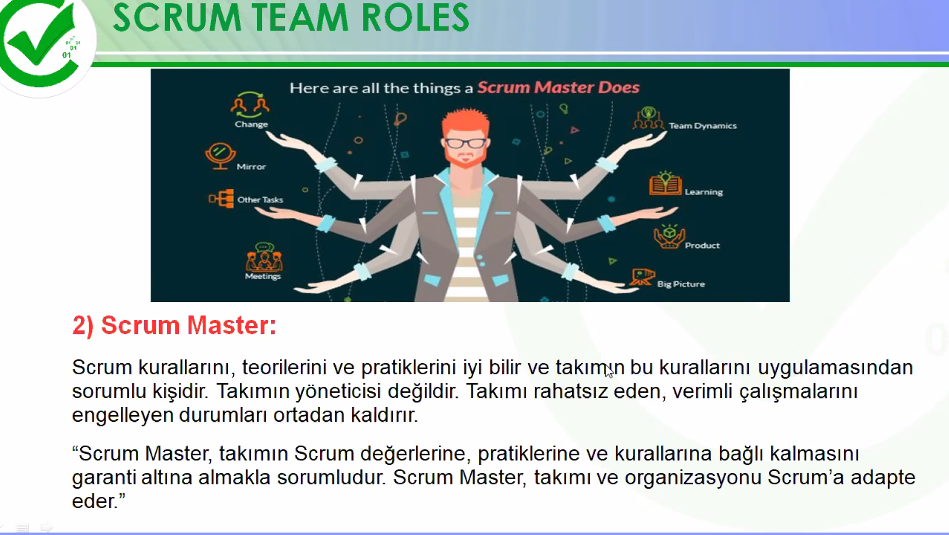 SCRUM TEAM ROLES
Here are all the things a Scrum Master Does
Change
Mirror
Other Tasks
Meetings
Team Dynamics
Learning
Product
Big Picture
2) Scrum Master:
Scrum kurallarını, teorilerini ve pratiklerini iyi bilir ve takımın bu kurallarını uygulamasından
sorumlu kişidir. Takımın yöneticisi değildir. Takımı rahatsız eden, verimli çalışmalarını
engelleyen durumları ortadan kaldırır.
“Scrum Master, takımın Scrum değerlerine, pratiklerine ve kurallarına bağlı kalmasını
garanti altına almakla sorumludur. Scrum Master, takımı ve organizasyonu Scrum’a adapte
eder.”